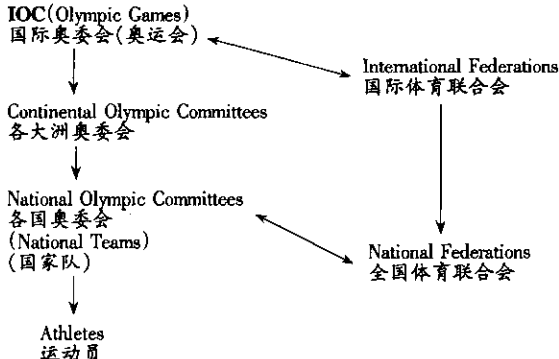 IOC(Olympic Games)
国际奥委会(奥运会)
International Federations
国际体育联合会
Continental Olympic Committees
各大洲奥委会
National Olympic Committees
各国奥委会
(National Teams)
(国家队)
National Federations
全国体育联合会
Athletes
运动员